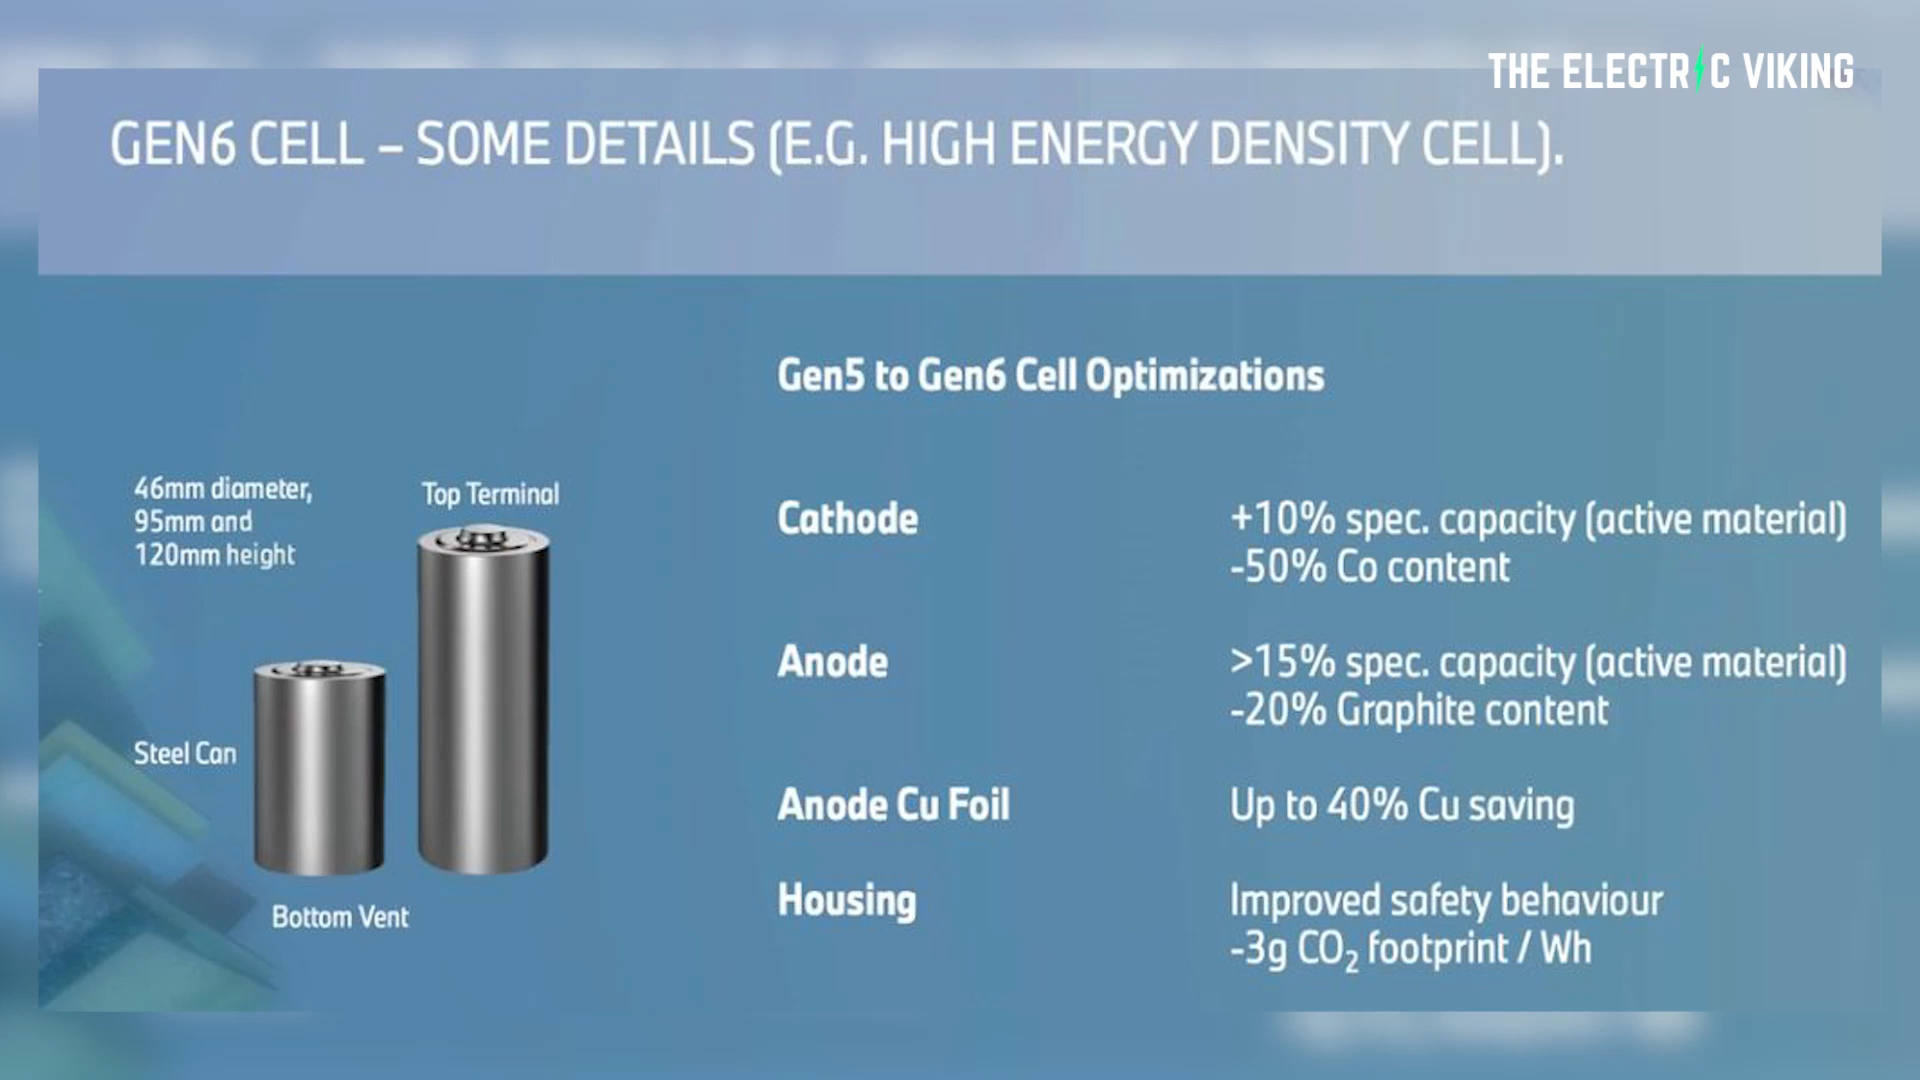 THE ELECTRIC VIKING
GEN6 CELL – SOME DETAILS (E.G. HIGH ENERGY DENSITY CELL).
Gen5 to Gen6 Cell Optimizations
46mm diameter,
95mm and
120mm height
Top Terminal
Steel Can
Bottom Vent
Cathode
+10% spec. capacity (active material)
-50% Co content
Anode
>15% spec. capacity (active material)
-20% Graphite content
Anode Cu Foil
Up to 40% Cu saving
Housing
Improved safety behaviour
-3g CO₂ footprint / Wh